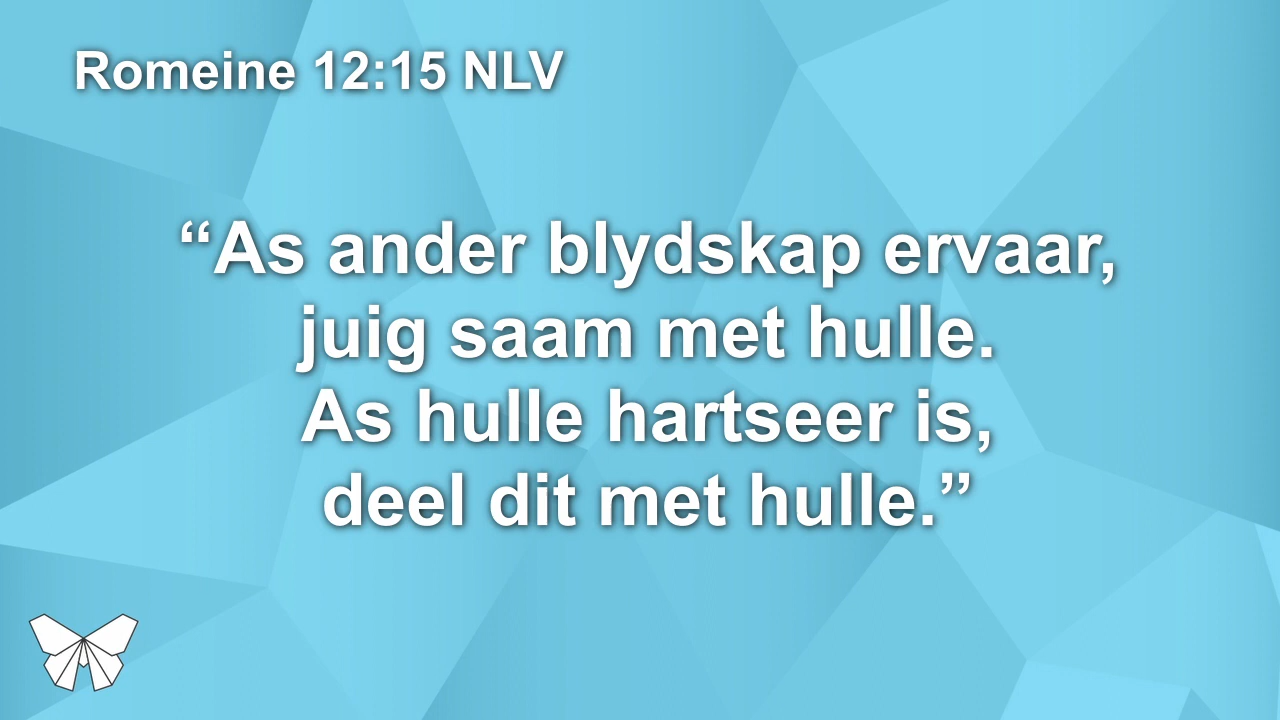 Romeine 12:15 NLV
“As ander blydskap ervaar,
juig saam met hulle.
As hulle hartseer is,
deel dit met hulle.”